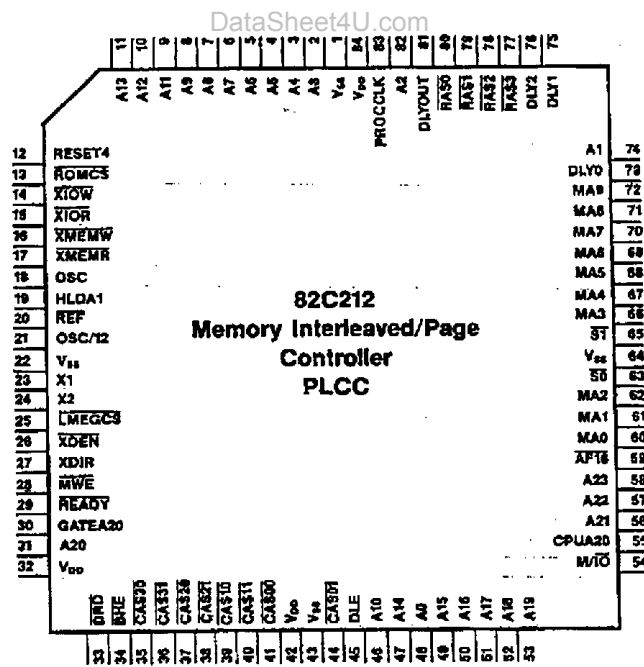 DataSheet4U.com
11 10 9 8 7 6 5 4 3 2 1 84 83 82 81 80 79 78 77 76 75
A13 A12 A11 A9 A8 A7 A6 A5 A4 A3 VSS VDD PROCCLK A2 DLYOUT RAS0 RAS1 RAS2 RAS3 DLY2 DLY1
12 RESET4
13 ROMCS
14 XIOW
15 XIOR
16 XMEMW
17 XMEMR
18 OSC
19 HLDA1
20 REF
21 OSC/12
22 VSS
23 X1
24 X2
25 LMEGCS
26 XDEN
27 XDIR
28 MWE
29 READY
30 GATEA20
31 A20
32 VDD
82C212
Memory Interleaved/Page
Controller
PLCC
A1 74
DLY0 73
MA9 72
MA8 71
MA7 70
MA6 69
MA5 68
MA4 67
MA3 66
S1 65
VSS 64
S0 63
MA2 62
MA1 61
MA0 60
AF16 59
A23 58
A22 57
A21 56
CPUA20 55
M/IO 54
DRD BHE CAS30 CAS31 CAS20 CAS21 CAS10 CAS11 CAS00 VDD VSS CAS01 DLE A10 A14 A0 A15 A16 A17 A18 A19
33 34 35 36 37 38 39 40 41 42 43 44 45 46 47 48 49 50 51 52 53